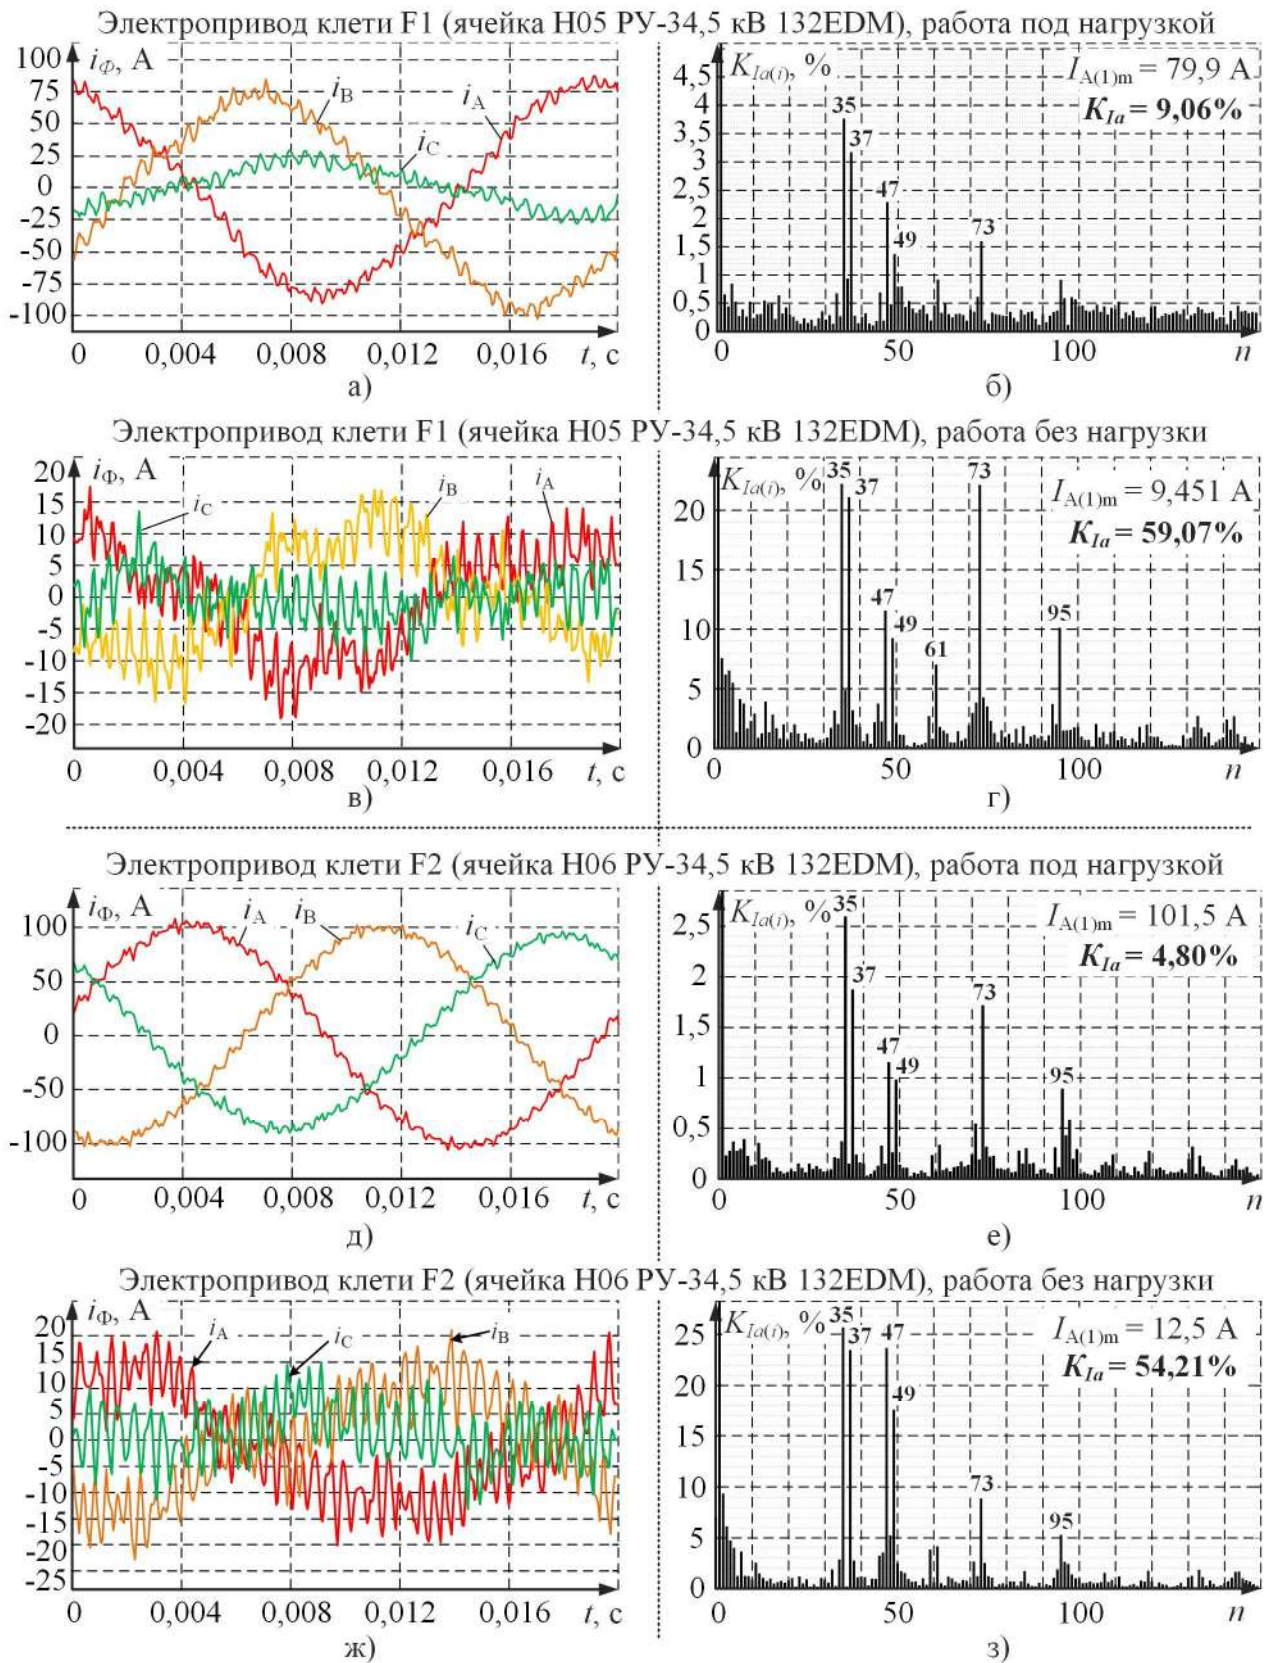 Электропривод клети F1 (ячейка H05 РУ-34,5 кВ 132EDM), работа под нагрузкой
iФ, А
100
75
50
25
0
-25
-50
-75
-100
iB
iA
iC
0 0,004 0,008 0,012 0,016 t, с
а)
KIa(i), %
4,5
4
3,5
3
2,5
2
1,5
1
0,5
0
35
37
47
49
73
IA(1)m = 79,9 А
KIa = 9,06%
0 50 100 n
б)
Электропривод клети F1 (ячейка H05 РУ-34,5 кВ 132EDM), работа без нагрузки
iФ, А
20
15
10
5
0
-5
-10
-15
-20
iC
iB
iA
0 0,004 0,008 0,012 0,016 t, с
в)
KIa(i), %
20
15
10
5
0
35
37
47
49
61
73
95
IA(1)m = 9,451 А
KIa = 59,07%
0 50 100 n
г)
Электропривод клети F2 (ячейка H06 РУ-34,5 кВ 132EDM), работа под нагрузкой
iФ, А
100
50
0
-50
-100
iA
iB
iC
0 0,004 0,008 0,012 0,016 t, с
д)
KIa(i), %
2,5
2
1,5
1
0,5
0
35
37
47
49
73
95
IA(1)m = 101,5 А
KIa = 4,80%
0 50 100 n
е)
Электропривод клети F2 (ячейка H06 РУ-34,5 кВ 132EDM), работа без нагрузки
iФ, А
20
15
10
5
0
-5
-10
-15
-20
-25
iA
iC
iB
0 0,004 0,008 0,012 0,016 t, с
ж)
KIa(i), %
25
20
15
10
5
0
35
37
47
49
73
95
IA(1)m = 12,5 А
KIa = 54,21%
0 50 100 n
з)